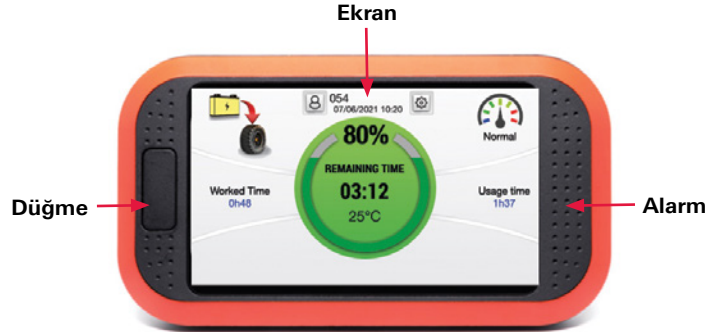 Ekran
054
07/06/2021 10:20
80%
Normal
REMAINING TIME
Worked Time
0h48
03:12
Usage time
1h37
25°C
Düğme
Alarm